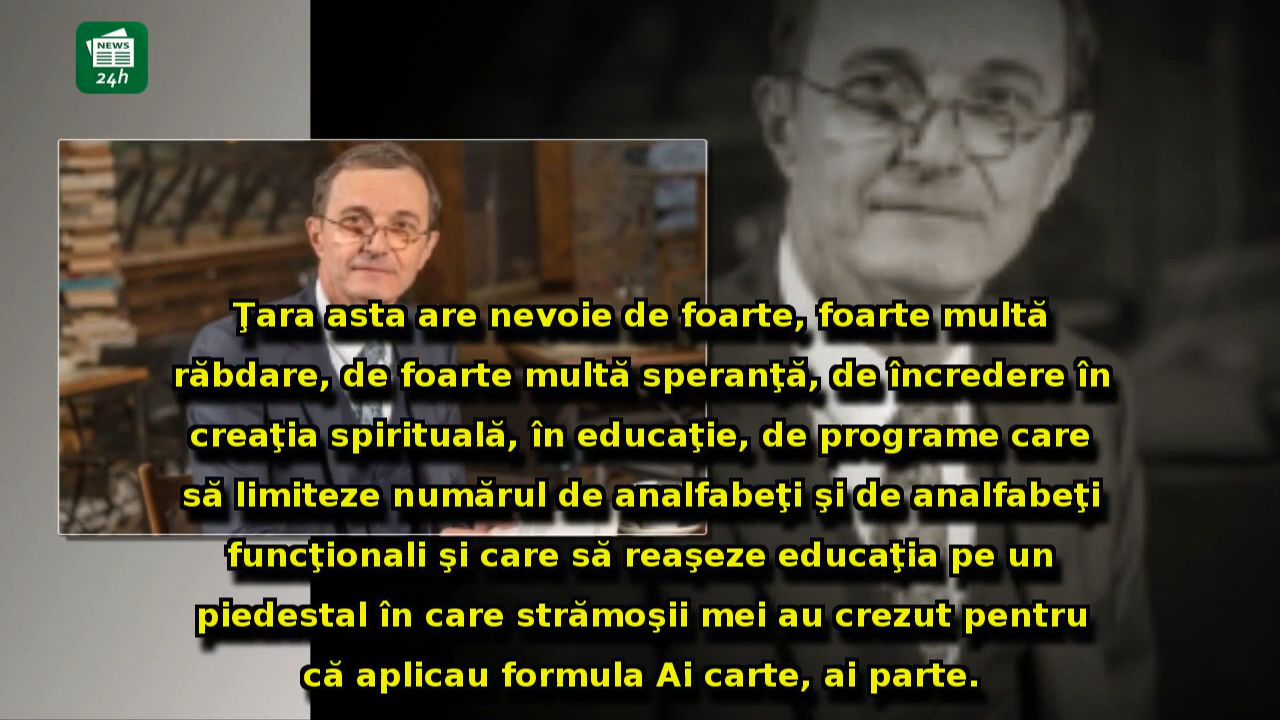 NEWS
24h
Ţara asta are nevoie de foarte, foarte multă
răbdare, de foarte multă speranţă, de încredere în
creaţia spirituală, în educaţie, de programe care
să limiteze numărul de analfabeţi şi de analfabeţi
funcţionali şi care să reaşeze educaţia pe un
piedestal în care strămoşii mei au crezut pentru
că aplicau formula Ai carte, ai parte.